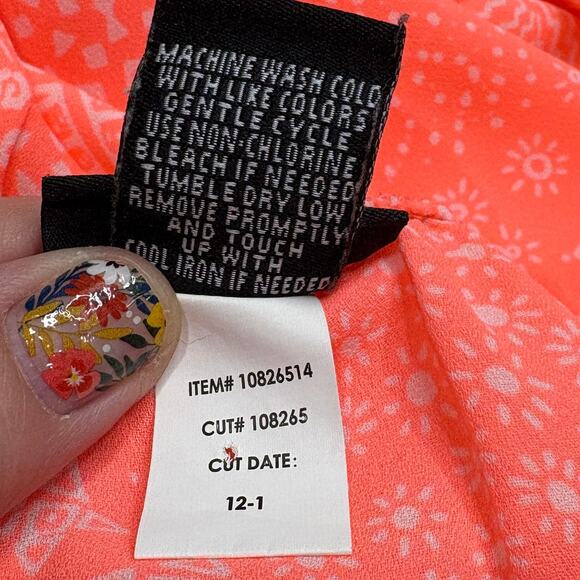 MACHINE WASH COLD
WITH LIKE COLORS
GENTLE CYCLE
USE NON-CHLORINE
BLEACH IF NEEDED
TUMBLE DRY LOW
REMOVE PROMPTLY
AND TOUCH
UP WITH
COOL IRON IF NEEDED
ITEM# 10826514
CUT# 108265
CUT DATE:
12-1